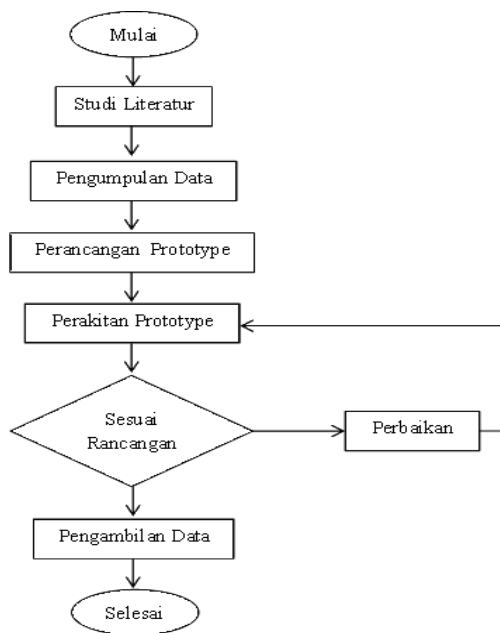 Mulai
Studi Literatur
Pengumpulan Data
Perancangan Prototype
Perakitan Prototype
Sesuai
Rancangan
Perbaikan
Pengambilan Data
Selesai